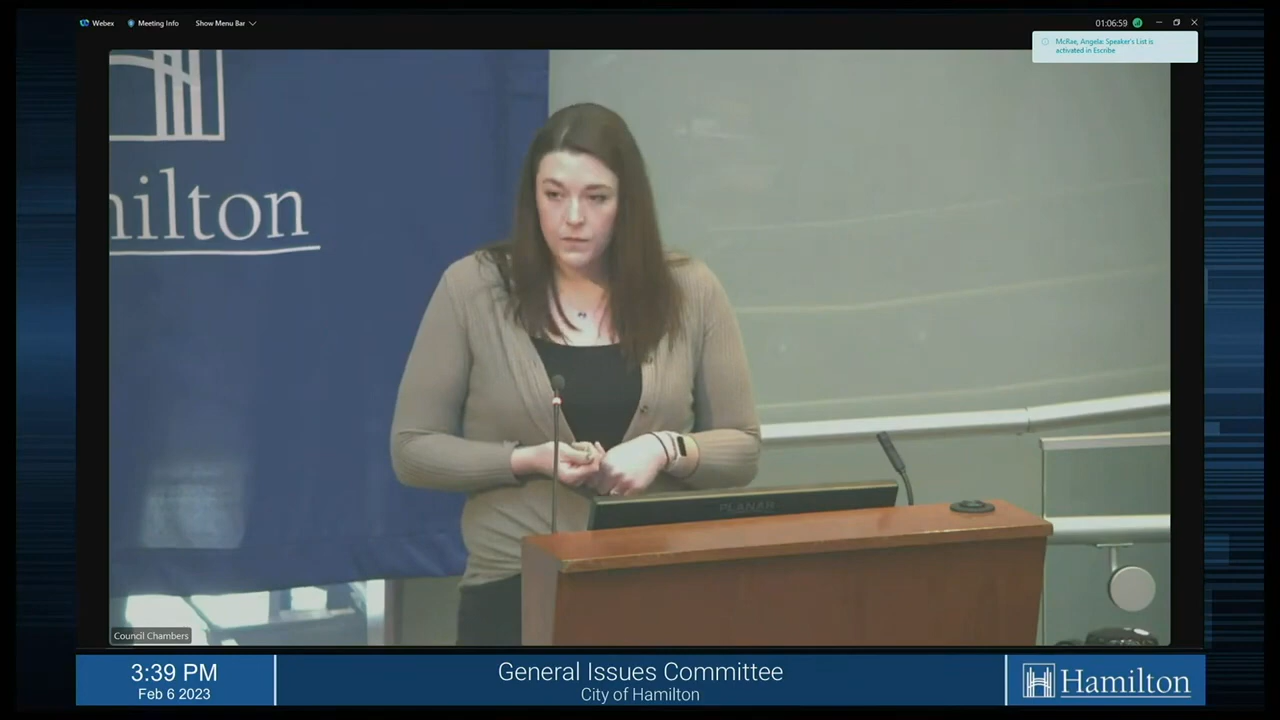 Webex
Meeting Info
Show Menu Bar
01:06:59
McRae, Angela: Speaker's List is
activated in Escribe
milton
PLANAR
Council Chambers
3:39 PM
Feb 6 2023
General Issues Committee
City of Hamilton
Hamilton